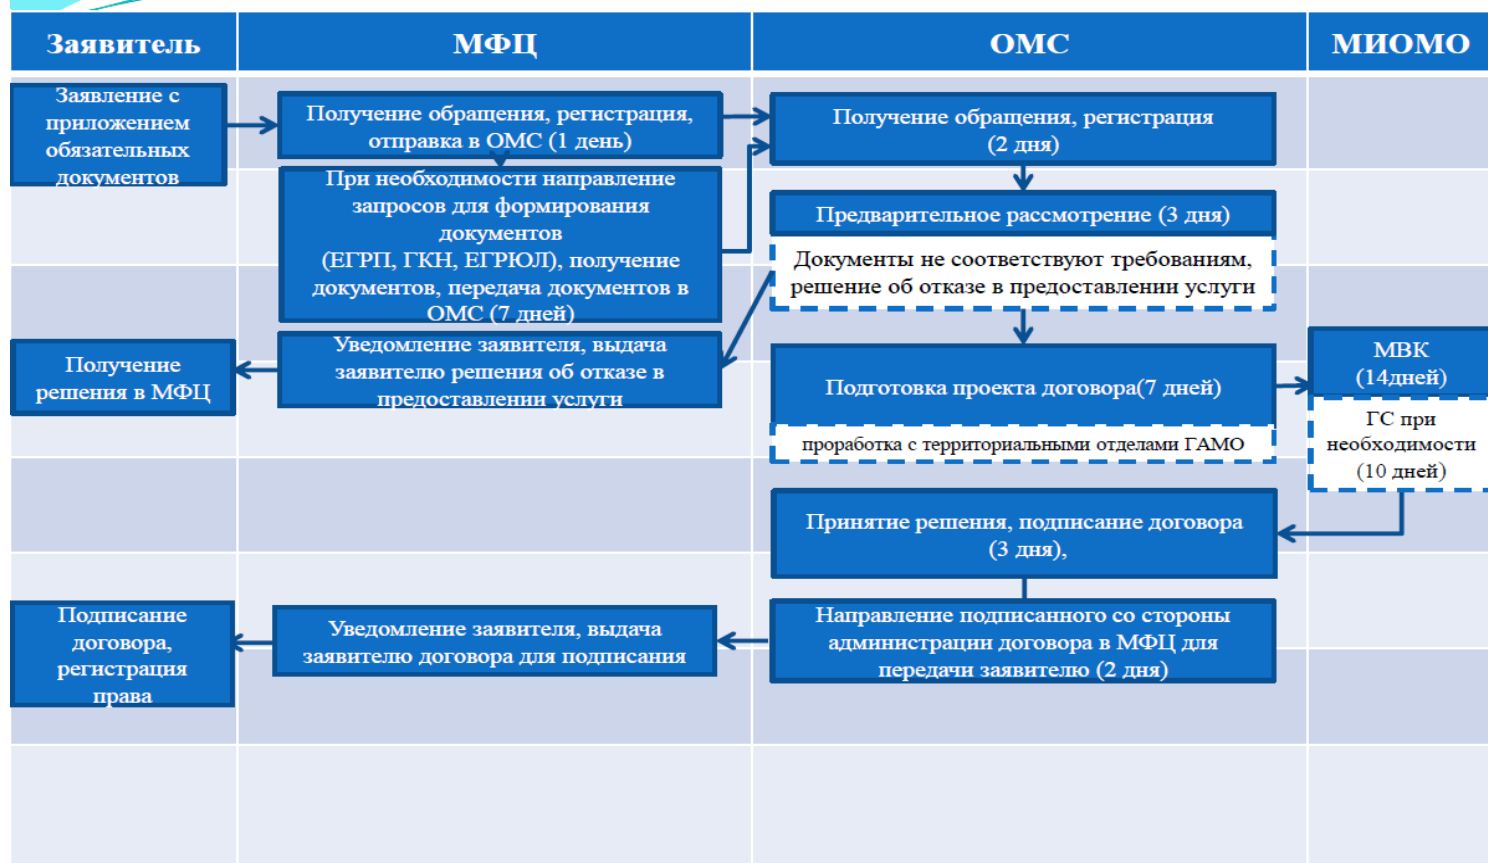 Заявитель
МФЦ
ОМС
МИОМО
Заявление с
приложением
обязательных
документов
Получение обращения, регистрация,
отправка в ОМС (1 день)
Получение обращения, регистрация
(2 дня)
При необходимости направление
запросов для формирования
документов
(ЕГРП, ГКН, ЕГРЮЛ), получение
документов, передача документов в
ОМС (7 дней)
Предварительное рассмотрение (3 дня)
Документы не соответствуют требованиям,
решение об отказе в предоставлении услуги
Получение
решения в МФЦ
Уведомление заявителя, выдача
заявителю решения об отказе в
предоставлении услуги
Подготовка проекта договора(7 дней)
проработка с территориальными отделами ГАМО
МВК
(14дней)
ГС при
необходимости
(10 дней)
Принятие решения, подписание договора
(3 дня),
Подписание
договора,
регистрация
права
Уведомление заявителя, выдача
заявителю договора для подписания
Направление подписанного со стороны
администрации договора в МФЦ для
передачи заявителю (2 дня)